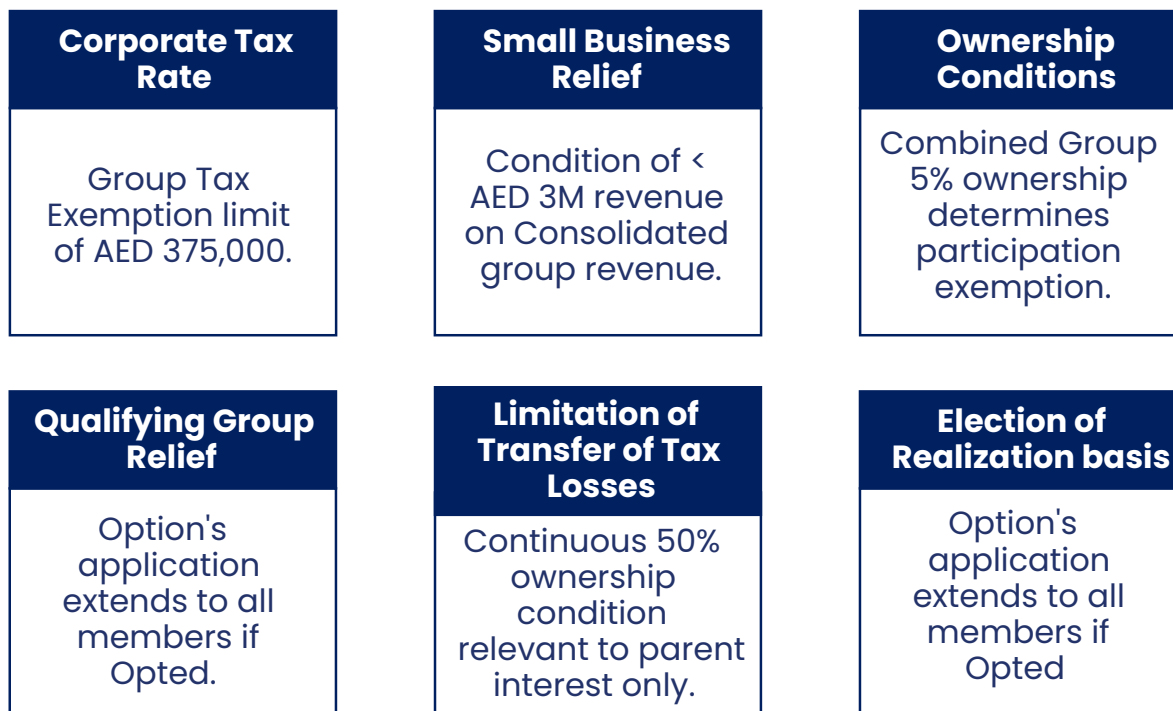 Corporate Tax
Rate
Group Tax
Exemption limit
of AED 375,000.
Small Business
Relief
Condition of <
AED 3M revenue
on Consolidated
group revenue.
Ownership
Conditions
Combined Group
5% ownership
determines
participation
exemption.
Qualifying Group
Relief
Option's
application
extends to all
members if
Opted.
Limitation of
Transfer of Tax
Losses
Continuous 50%
ownership
condition
relevant to parent
interest only.
Election of
Realization basis
Option's
application
extends to all
members if
Opted